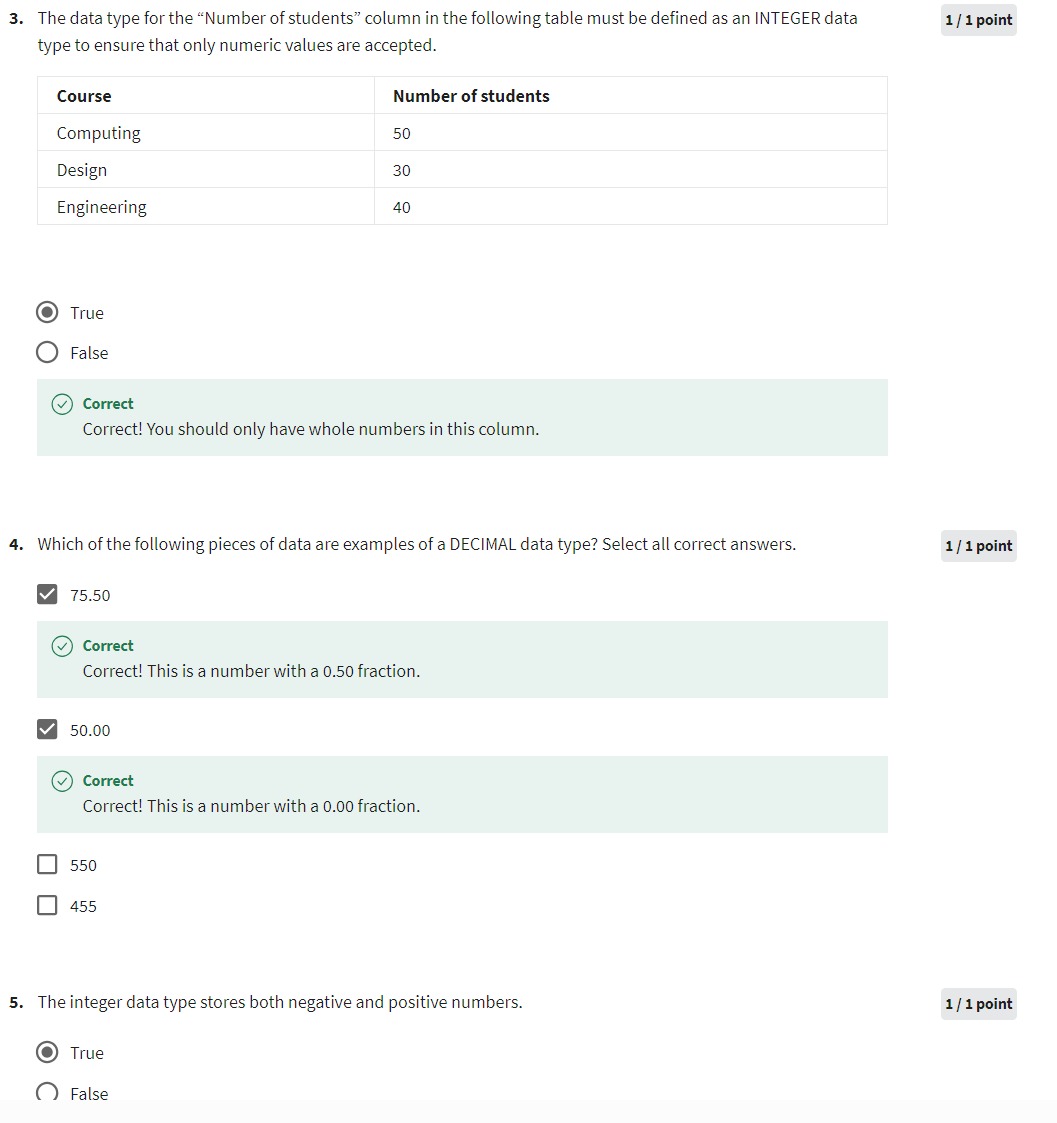 3. The data type for the “Number of students” column in the following table must be defined as an INTEGER data
type to ensure that only numeric values are accepted.
1 / 1 point
Course Number of students
Computing 50
Design 30
Engineering 40
True
False
Correct
Correct! You should only have whole numbers in this column.
4. Which of the following pieces of data are examples of a DECIMAL data type? Select all correct answers.
1 / 1 point
75.50
Correct
Correct! This is a number with a 0.50 fraction.
50.00
Correct
Correct! This is a number with a 0.00 fraction.
550
455
5. The integer data type stores both negative and positive numbers.
1 / 1 point
True
False